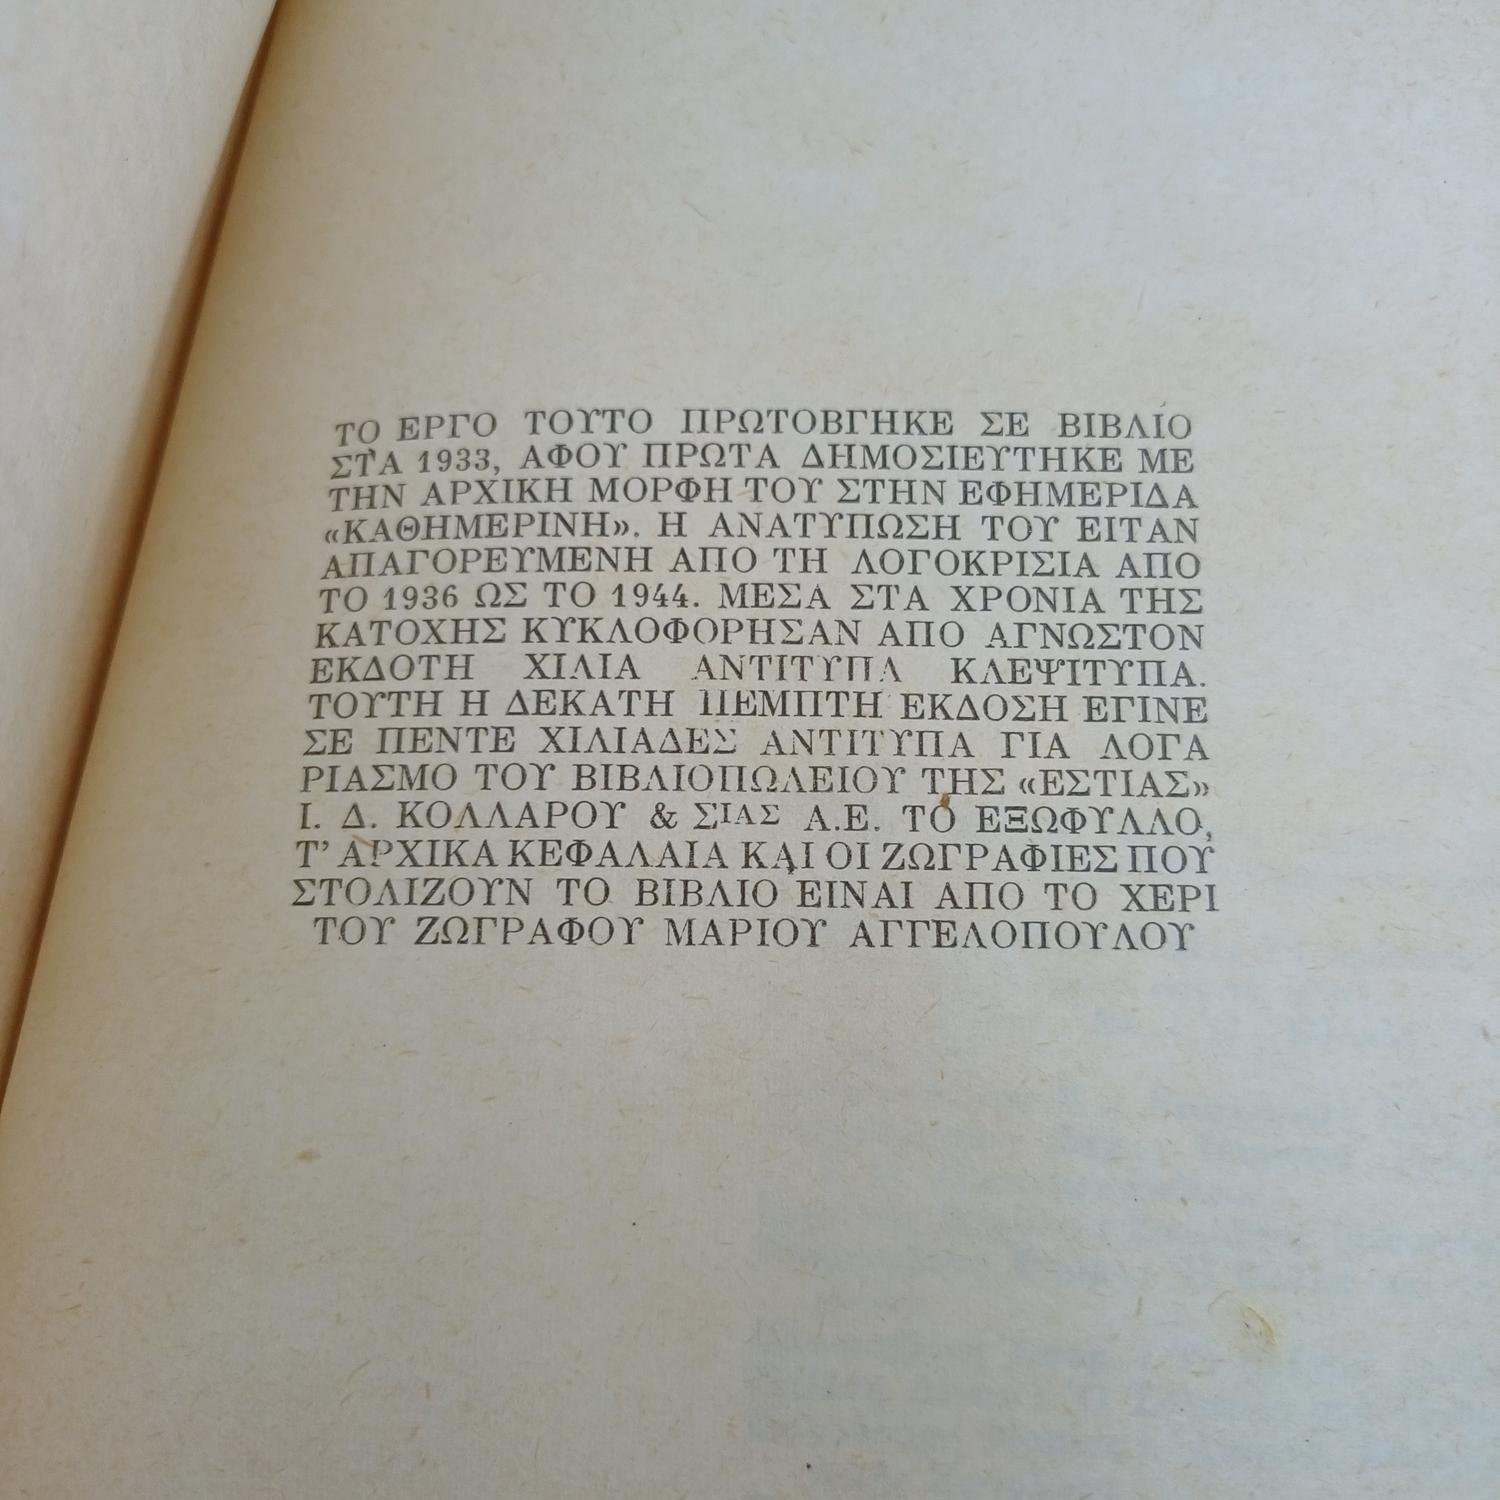 ΤΟ ΕΡΓΟ ΤΟΥΤΟ ΠΡΩΤΟΒΓΗΚΕ ΣΕ ΒΙΒΛΙΟ
ΣΤΑ 1933, ΑΦΟΥ ΠΡΩΤΑ ΔΗΜΟΣΙΕΥΤΗΚΕ ΜΕ
ΤΗΝ ΑΡΧΙΚΗ ΜΟΡΦΗ ΤΟΥ ΣΤΗΝ ΕΦΗΜΕΡΙΔΑ
«ΚΑΘΗΜΕΡΙΝΗ». Η ΑΝΑΤΥΠΩΣΗ ΤΟΥ ΕΙΤΑΝ
ΑΠΑΓΟΡΕΥΜΕΝΗ ΑΠΟ ΤΗ ΛΟΓΟΚΡΙΣΙΑ ΑΠΟ
ΤΟ 1936 ΩΣ ΤΟ 1944. ΜΕΣΑ ΣΤΑ ΧΡΟΝΙΑ ΤΗΣ
ΚΑΤΟΧΗΣ ΚΥΚΛΟΦΟΡΗΣΑΝ ΑΠΟ ΑΓΝΩΣΤΟΝ
ΕΚΔΟΤΗ ΧΙΛΙΑ ΑΝΤΙΤΥΠΑ ΚΛΕΨΙΤΥΠΑ.
ΤΟΥΤΗ Η ΔΕΚΑΤΗ ΠΕΜΠΤΗ ΕΚΔΟΣΗ ΕΓΙΝΕ
ΣΕ ΠΕΝΤΕ ΧΙΛΙΑΔΕΣ ΑΝΤΙΤΥΠΑ ΓΙΑ ΛΟΓΑ
ΡΙΑΣΜΟ ΤΟΥ ΒΙΒΛΙΟΠΩΛΕΙΟΥ ΤΗΣ «ΕΣΤΙΑΣ»
Ι. Δ. ΚΟΛΛΑΡΟΥ & ΣΙΑΣ Α.Ε. ΤΟ ΕΞΩΦΥΛΛΟ,
Τ' ΑΡΧΙΚΑ ΚΕΦΑΛΑΙΑ ΚΑΙ ΟΙ ΖΩΓΡΑΦΙΕΣ ΠΟΥ
ΣΤΟΛΙΖΟΥΝ ΤΟ ΒΙΒΛΙΟ ΕΙΝΑΙ ΑΠΟ ΤΟ ΧΕΡΙ
ΤΟΥ ΖΩΓΡΑΦΟΥ ΜΑΡΙΟΥ ΑΓΓΕΛΟΠΟΥΛΟΥ